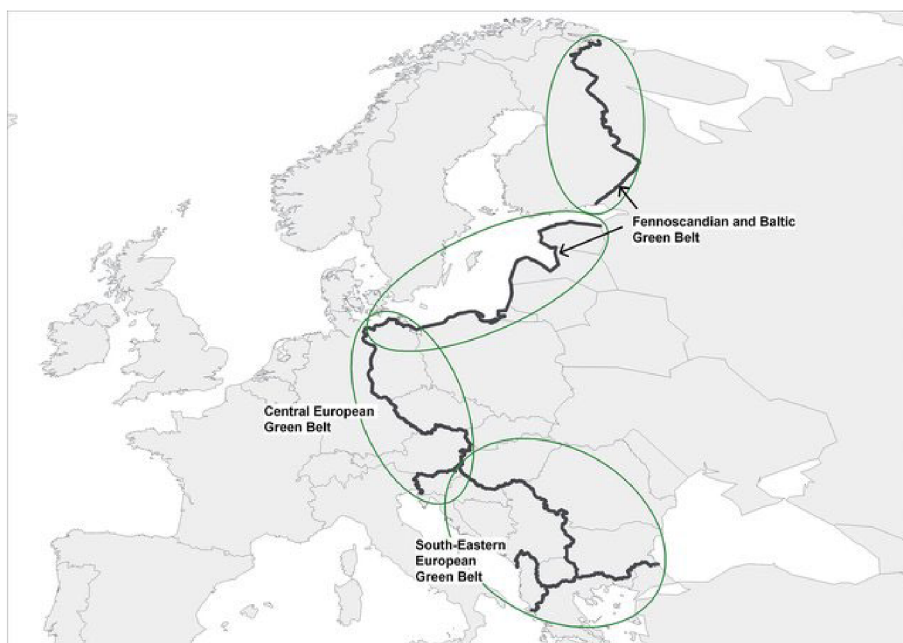 Fennoscandian and Baltic
Green Belt
Central European
Green Belt
South-Eastern
European
Green Belt